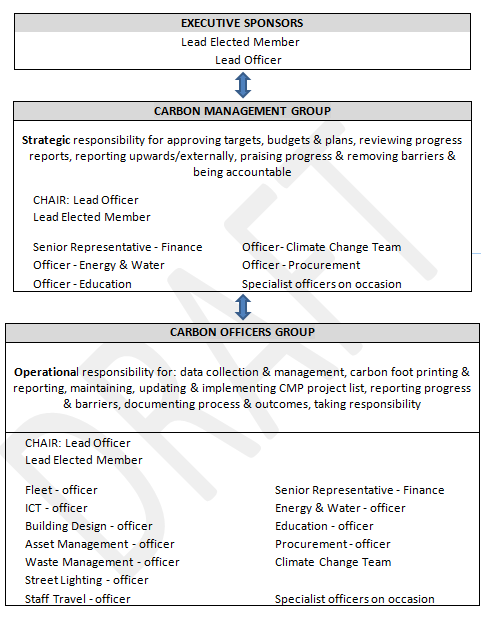 EXECUTIVE SPONSORS
Lead Elected Member
Lead Officer
CARBON MANAGEMENT GROUP
Strategic responsibility for approving targets, budgets & plans, reviewing progress
reports, reporting upwards/externally, praising progress & removing barriers &
being accountable
CHAIR: Lead Officer
Lead Elected Member
Senior Representative - Finance Officer- Climate Change Team
Officer - Energy & Water Officer - Procurement
Officer - Education Specialist officers on occasion
CARBON OFFICERS GROUP
Operational responsibility for: data collection & management, carbon foot printing &
reporting, maintaining, updating & implementing CMP project list, reporting progress
& barriers, documenting process & outcomes, taking responsibility
CHAIR: Lead Officer
Lead Elected Member
Fleet - officer Senior Representative - Finance
ICT - officer Energy & Water - officer
Building Design - officer Education - officer
Asset Management - officer Procurement - officer
Waste Management - officer Climate Change Team
Street Lighting - officer
Staff Travel - officer Specialist officers on occasion
DRAFT